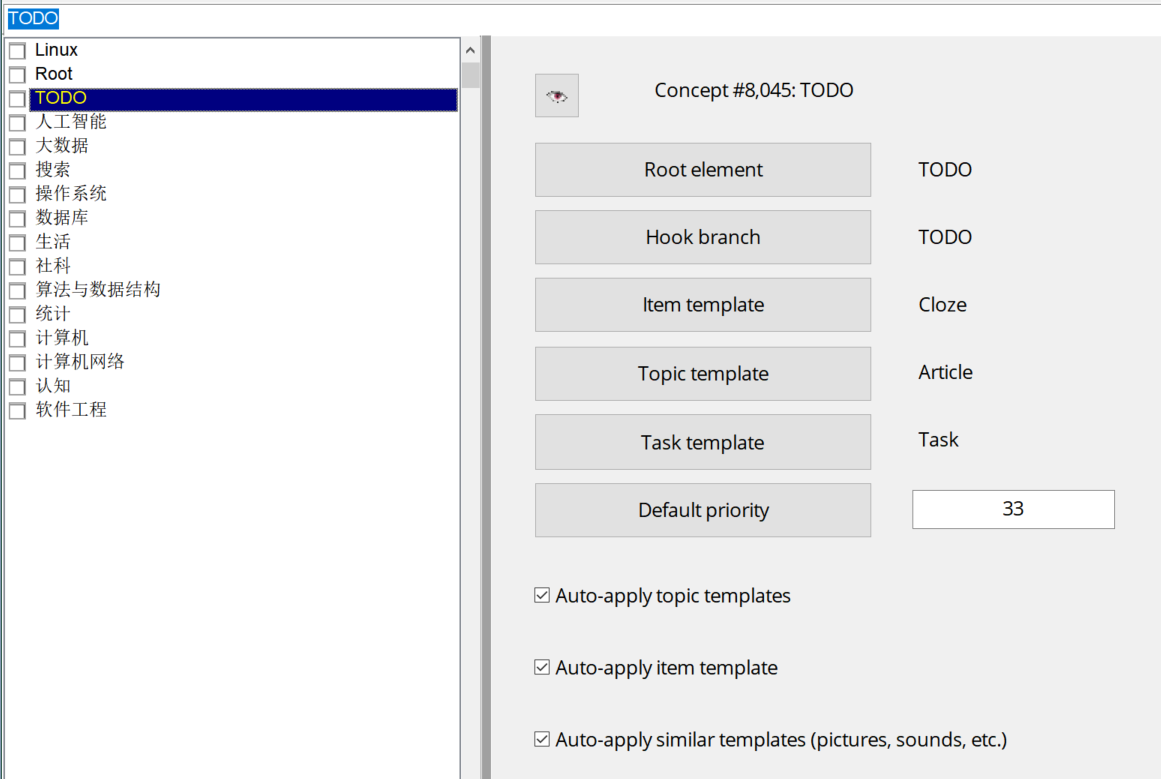 TODO
Linux
Root
TODO
人工智能
大数据
搜索
操作系统
数据库
生活
社科
算法与数据结构
统计
计算机
计算机网络
认知
软件工程
Concept #8,045: TODO
Root element TODO
Hook branch TODO
Item template Cloze
Topic template Article
Task template Task
Default priority 33
Auto-apply topic templates
Auto-apply item template
Auto-apply similar templates (pictures, sounds, etc.)